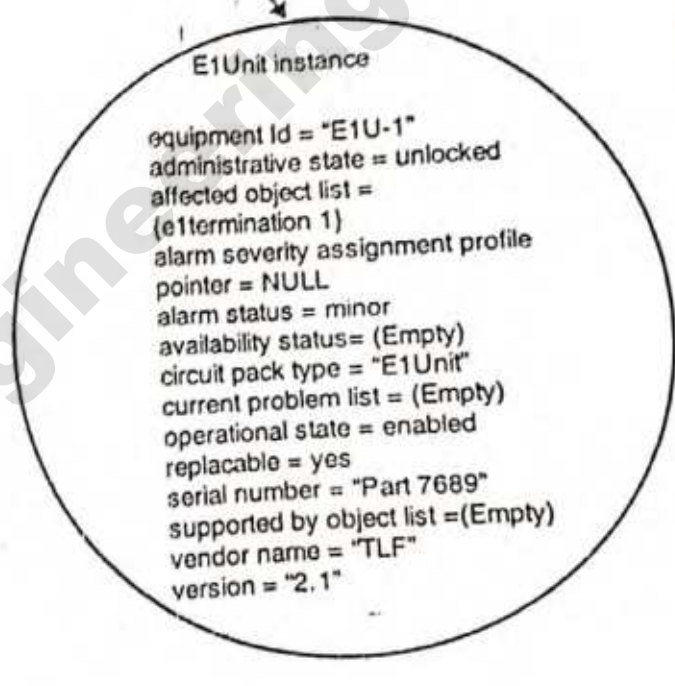 E1Unit instance
equipment Id = "E1U-1"
administrative state = unlocked
affected object list =
{e1termination 1}
alarm severity assignment profile
pointer = NULL
alarm status = minor
availability status= (Empty)
circuit pack type = "E1Unit"
current problem list = (Empty)
operational state = enabled
replacable = yes
serial number = "Part 7689"
supported by object list =(Empty)
vendor name = "TLF"
version = "2.1"